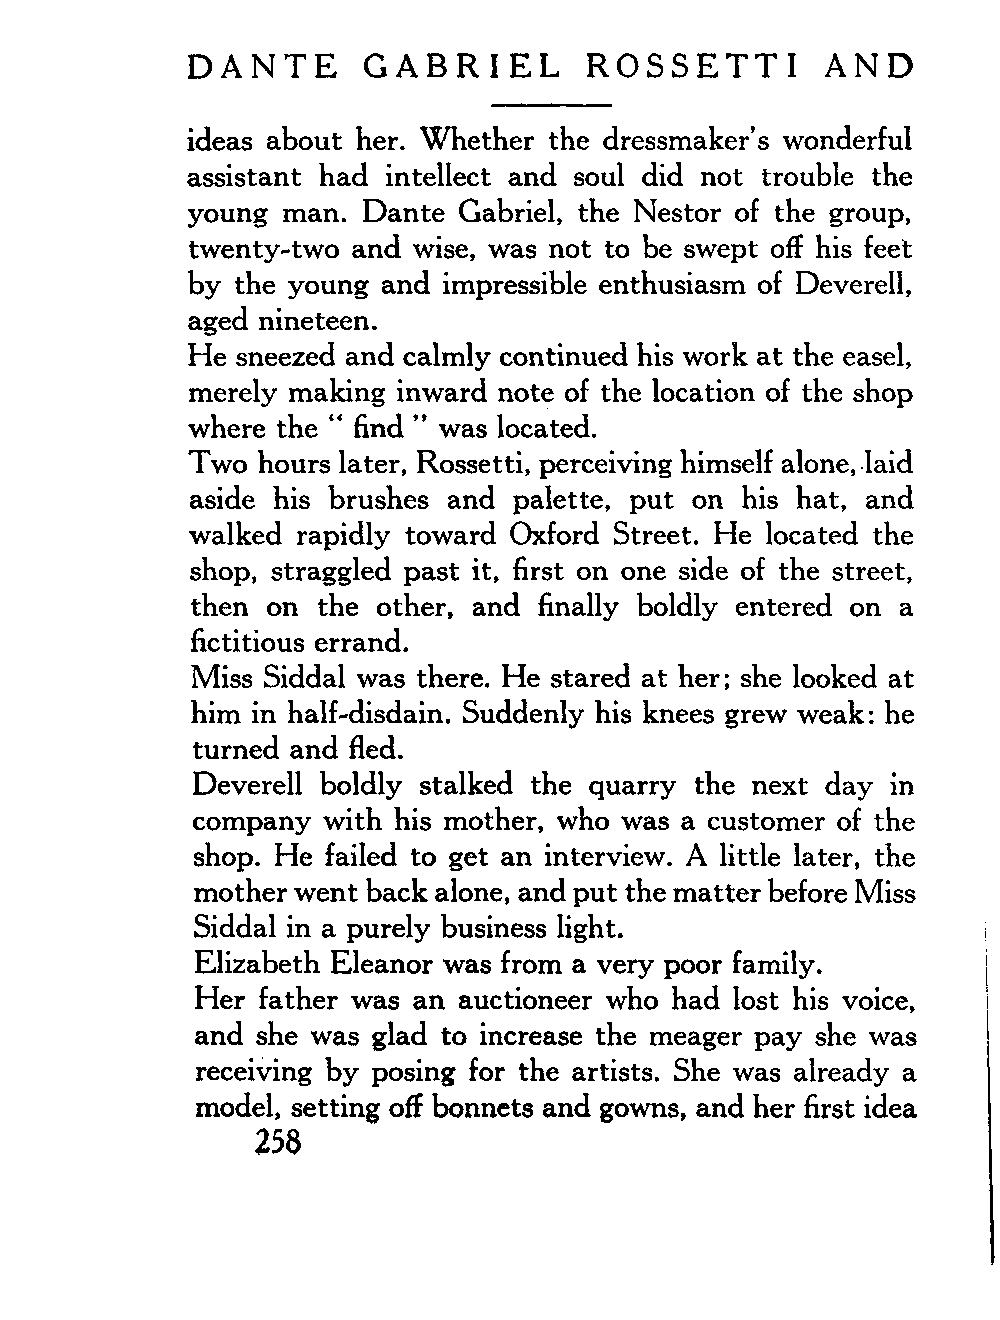 DANTE GABRIEL ROSSETTI AND
ideas about her. Whether the dressmaker's wonderful
assistant had intellect and soul did not trouble the
young man. Dante Gabriel, the Nestor of the group,
twenty-two and wise, was not to be swept off his feet
by the young and impressible enthusiasm of Deverell,
aged nineteen.
He sneezed and calmly continued his work at the easel,
merely making inward note of the location of the shop
where the " find " was located.
Two hours later, Rossetti, perceiving himself alone, laid
aside his brushes and palette, put on his hat, and
walked rapidly toward Oxford Street. He located the
shop, straggled past it, first on one side of the street,
then on the other, and finally boldly entered on a
fictitious errand.
Miss Siddal was there. He stared at her; she looked at
him in half-disdain. Suddenly his knees grew weak: he
turned and fled.
Deverell boldly stalked the quarry the next day in
company with his mother, who was a customer of the
shop. He failed to get an interview. A little later, the
mother went back alone, and put the matter before Miss
Siddal in a purely business light.
Elizabeth Eleanor was from a very poor family.
Her father was an auctioneer who had lost his voice,
and she was glad to increase the meager pay she was
receiving by posing for the artists. She was already a
model, setting off bonnets and gowns, and her first idea
258